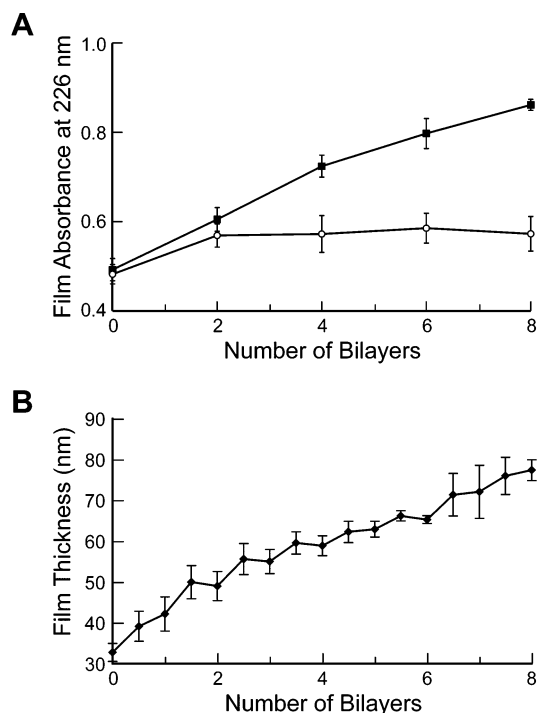 A
Film Absorbance at 226 nm
1.0
0.8
0.6
0.4
0 2 4 6 8
Number of Bilayers
B
Film Thickness (nm)
90
80
70
60
50
40
30
0 2 4 6 8
Number of Bilayers